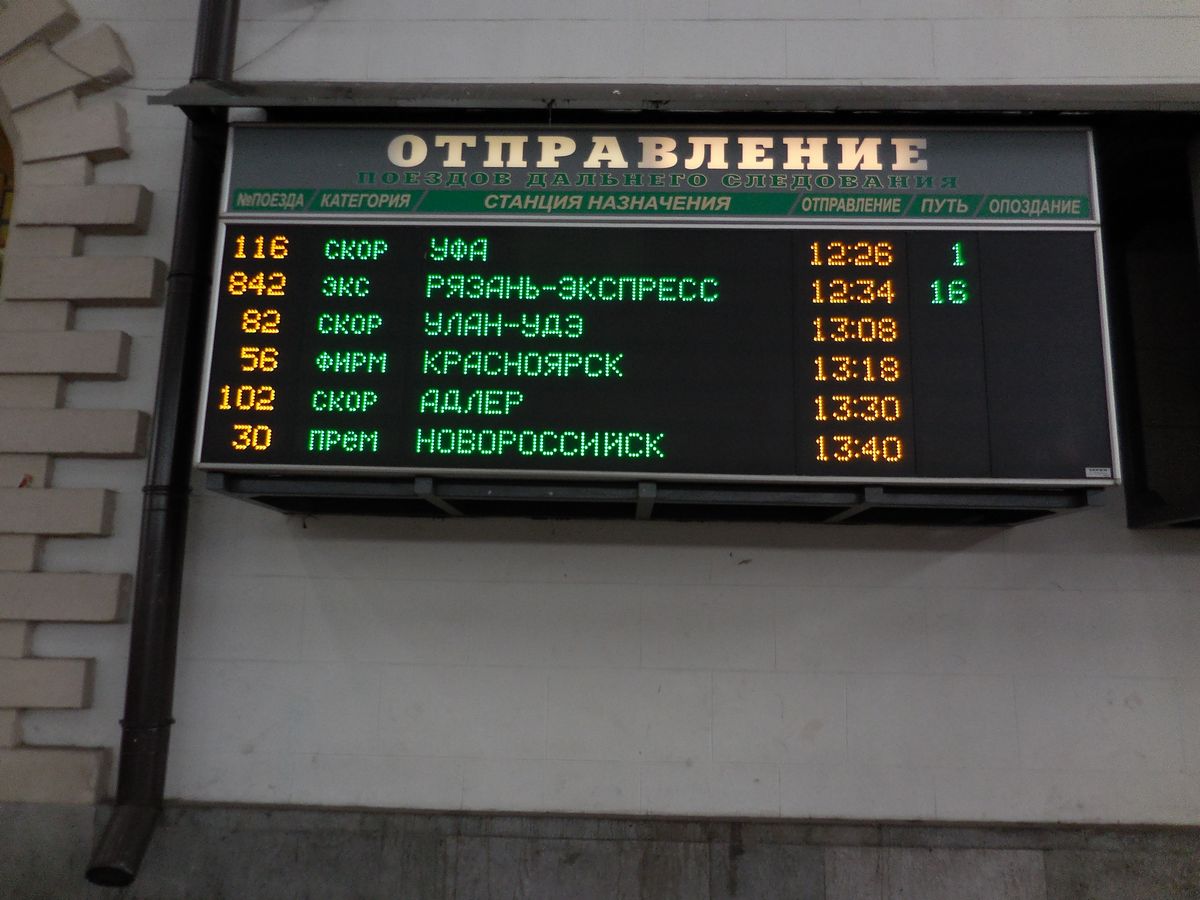 ОТПРАВЛЕНИЕ
ПОЕЗДОВ ДАЛЬНЕГО СЛЕДОВАНИЯ
№ПОЕЗДА КАТЕГОРИЯ СТАНЦИЯ НАЗНАЧЕНИЯ ОТПРАВЛЕНИЕ ПУТЬ ОПОЗДАНИЕ
116 СКОР УФА 12:26 1
842 ЭКС РЯЗАНЬ-ЭКСПРЕСС 12:34 16
82 СКОР УЛАН-УДЭ 13:08
56 ФИРМ КРАСНОЯРСК 13:18
102 СКОР АДЛЕР 13:30
30 прем НОВОРОССИЙСК 13:40